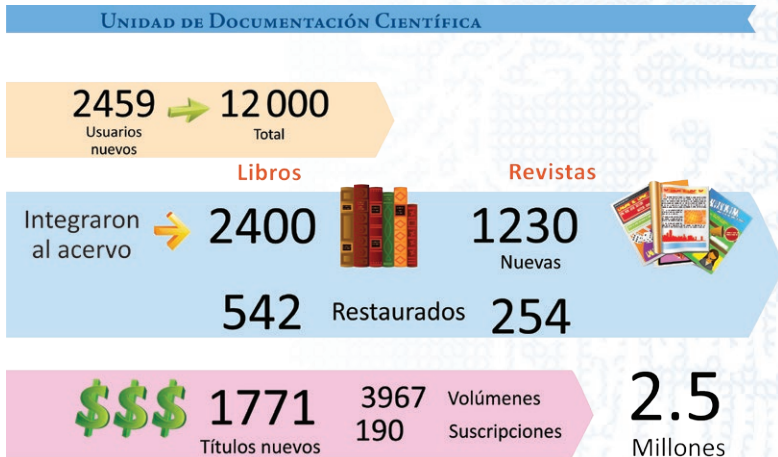 UNIDAD DE DOCUMENTACIÓN CIENTÍFICA
2459 12 000
Usuarios nuevos Total
Libros Revistas
Integraron al acervo 2400 1230
Nuevas
542 Restaurados 254
$$$ 1771 3967 Volúmenes 2.5
Títulos nuevos 190 Suscripciones Millones